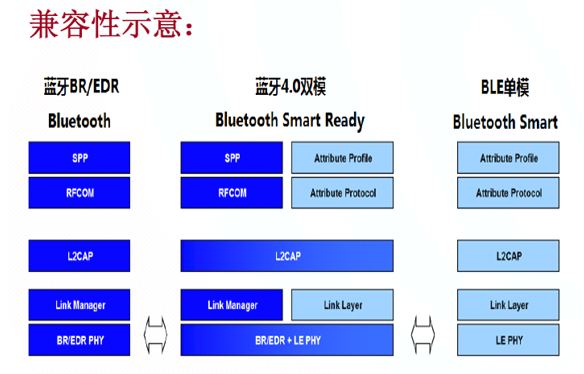 兼容性示意：
蓝牙BR/EDR
蓝牙4.0双模
BLE单模
Bluetooth
Bluetooth Smart Ready
Bluetooth Smart
SPP
SPP
Attribute Profile
Attribute Profile
RFCOM
RFCOM
Attribute Protocol
Attribute Protocol
L2CAP
L2CAP
L2CAP
Link Manager
Link Manager
Link Layer
Link Layer
BR/EDR PHY
BR/EDR + LE PHY
LE PHY